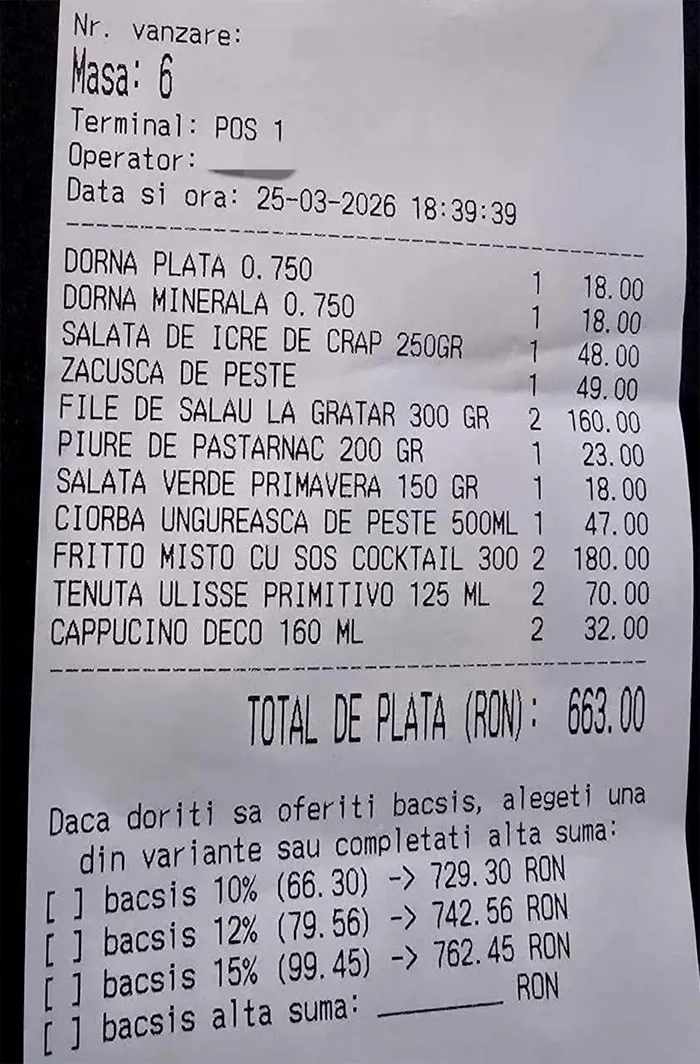 Nr. vanzare:
Masa: 6
Terminal: POS 1
Operator:
Data si ora: 25-03-2026 18:39:39
DORNA PLATA 0.750 1 18.00
DORNA MINERALA 0.750 1 18.00
SALATA DE ICRE DE CRAP 250GR 1 48.00
ZACUSCA DE PESTE 1 49.00
FILE DE SALAU LA GRATAR 300 GR 2 160.00
PIURE DE PASTARNAC 200 GR 1 23.00
SALATA VERDE PRIMAVERA 150 GR 1 18.00
CIORBA UNGUREASCA DE PESTE 500ML 1 47.00
FRITTO MISTO CU SOS COCKTAIL 300 2 180.00
TENUTA ULISSE PRIMITIVO 125 ML 2 70.00
CAPPUCINO DECO 160 ML 2 32.00
TOTAL DE PLATA (RON): 663.00
Daca doriti sa oferiti bacsis, alegeti una
din variante sau completati alta suma:
[ ] bacsis 10% (66.30) -> 729.30 RON
[ ] bacsis 12% (79.56) -> 742.56 RON
[ ] bacsis 15% (99.45) -> 762.45 RON
[ ] bacsis alta suma: ________ RON